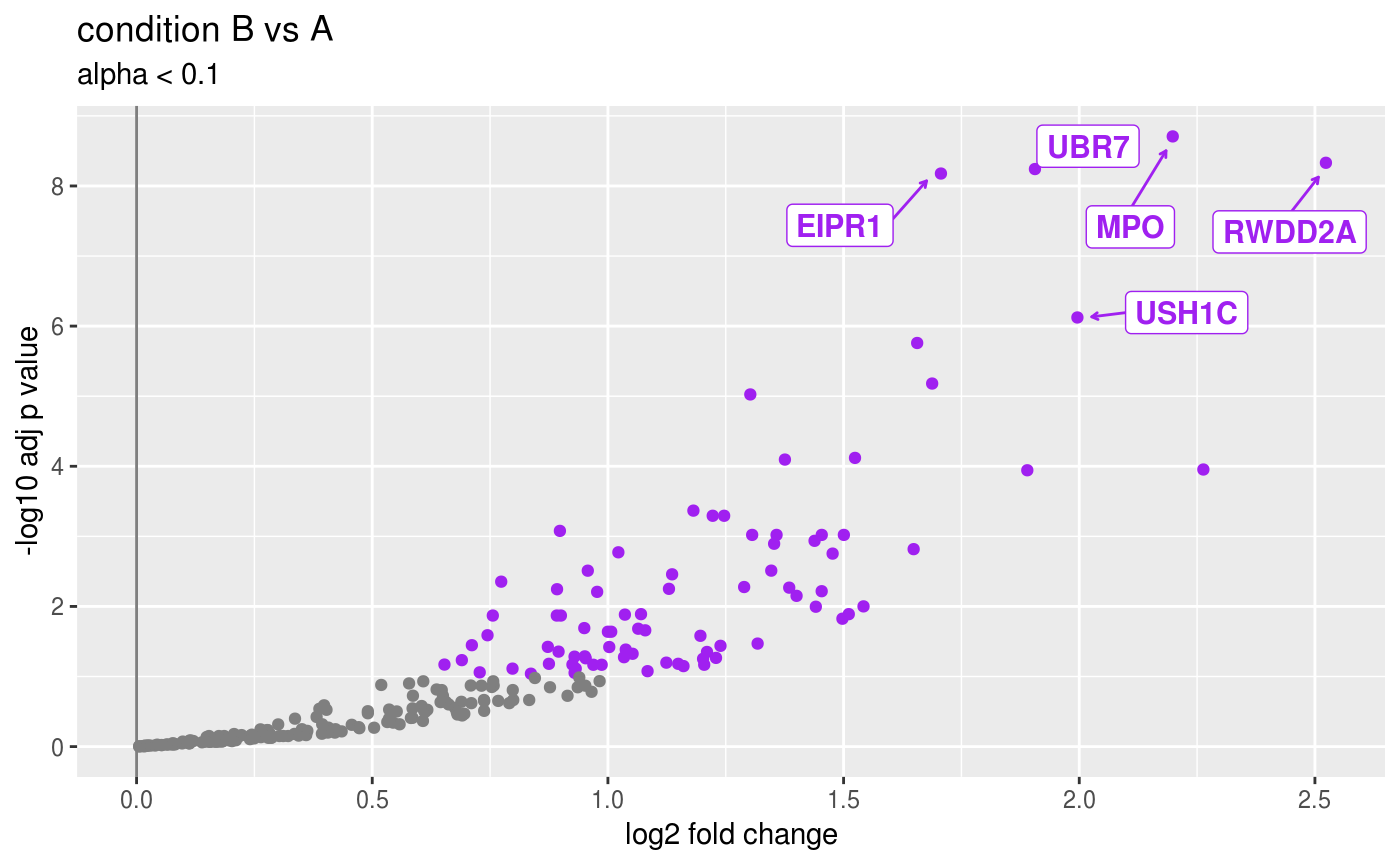 condition B vs A
alpha < 0.1
UBR7
EIPR1
MPO
RWDD2A
USH1C
8
6
4
2
0
-log10 adj p value
0.0
0.5
1.0
1.5
2.0
2.5
log2 fold change